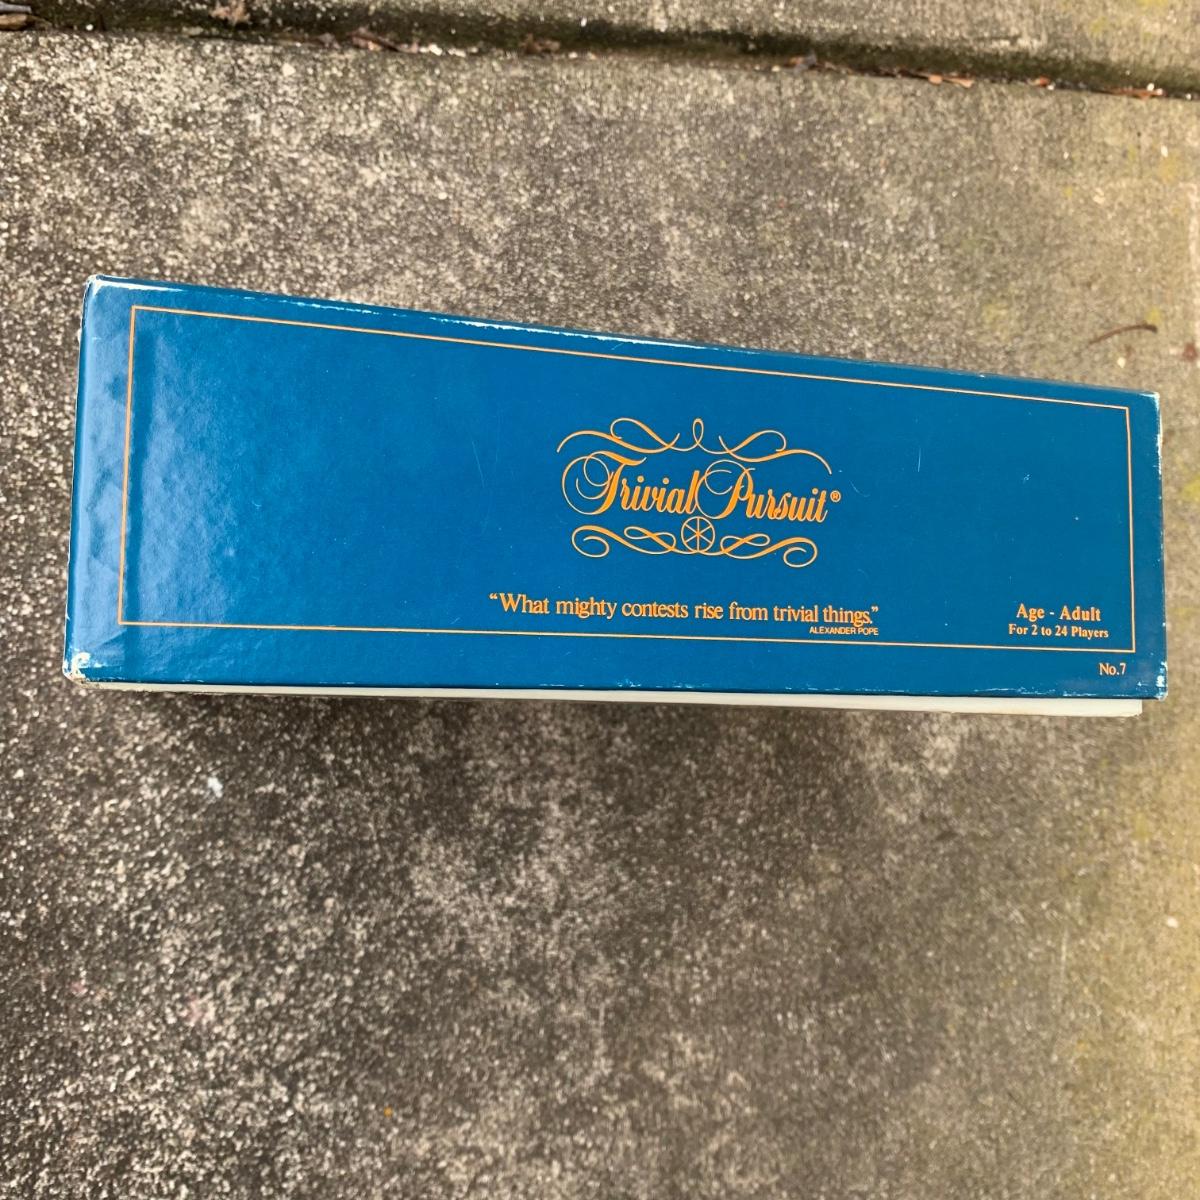 Trivial Pursuit®
“What mighty contests rise from trivial things.”
ALEXANDER POPE
Age - Adult
For 2 to 24 Players
No.7